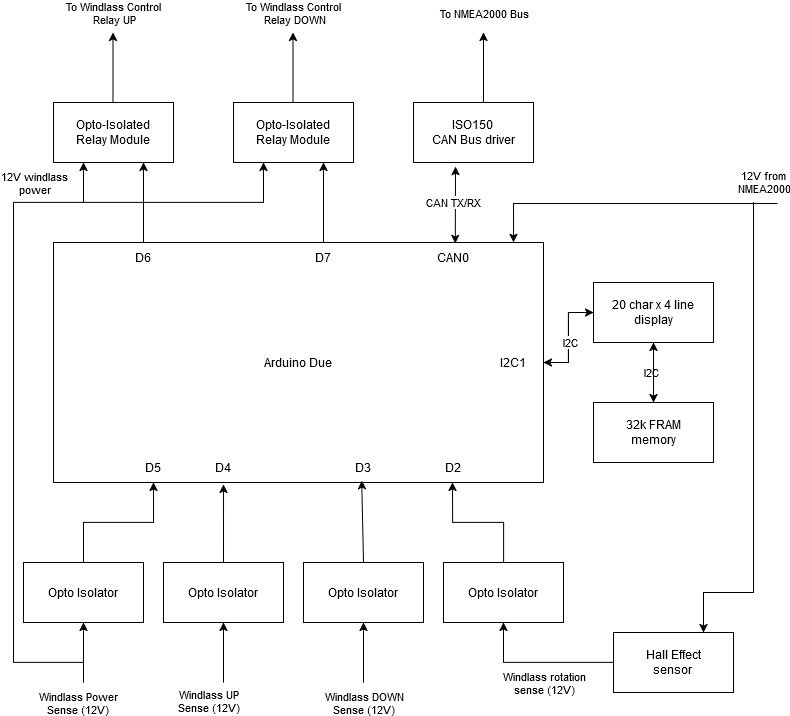 To Windlass Control
Relay UP
To Windlass Control
Relay DOWN
To NMEA2000 Bus
Opto-Isolated
Relay Module
Opto-Isolated
Relay Module
ISO150
CAN Bus driver
12V windlass
power
CAN TX/RX
12V from
NMEA2000
D6
D7
CAN0
20 char x 4 line
display
I2C
Arduino Due
I2C1
I2C
32k FRAM
memory
D5
D4
D3
D2
Opto Isolator
Opto Isolator
Opto Isolator
Opto Isolator
Hall Effect
sensor
Windlass Power
Sense (12V)
Windlass UP
Sense (12V)
Windlass DOWN
Sense (12V)
Windlass rotation
sense (12V)